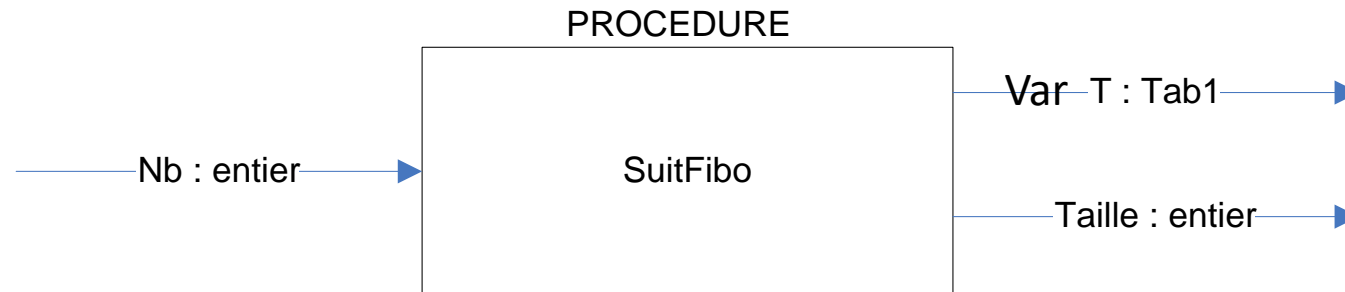 PROCEDURE
Var T : Tab1
Nb : entier
SuitFibo
Taille : entier